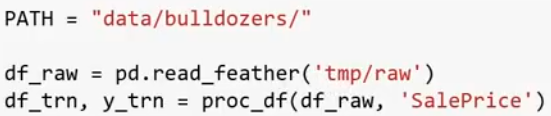 PATH = "data/bulldozers/"
df_raw = pd.read_feather('tmp/raw')
df_trn, y_trn = proc_df(df_raw, 'SalePrice')